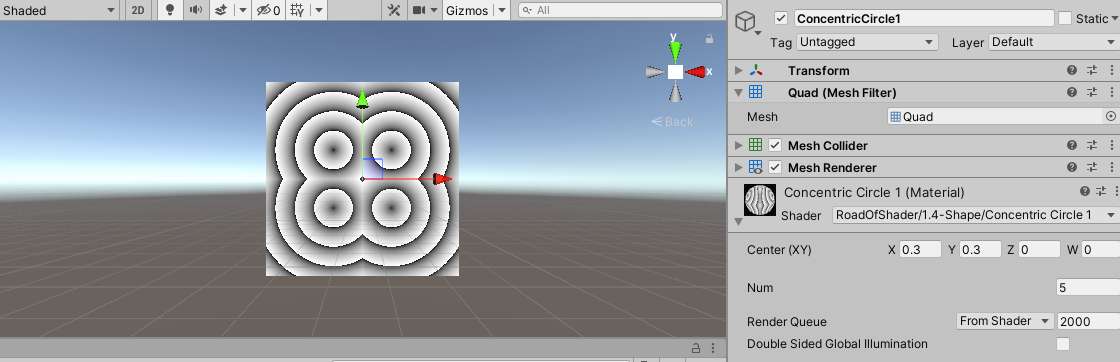 Shaded
2D
0
Gizmos
All
y
x
Back
ConcentricCircle1
Static
Tag Untagged
Layer Default
Transform
Quad (Mesh Filter)
Mesh
Quad
Mesh Collider
Mesh Renderer
Concentric Circle 1 (Material)
Shader RoadOfShader/1.4-Shape/Concentric Circle 1
Center (XY) X 0.3 Y 0.3 Z 0 W 0
Num 5
Render Queue From Shader 2000
Double Sided Global Illumination